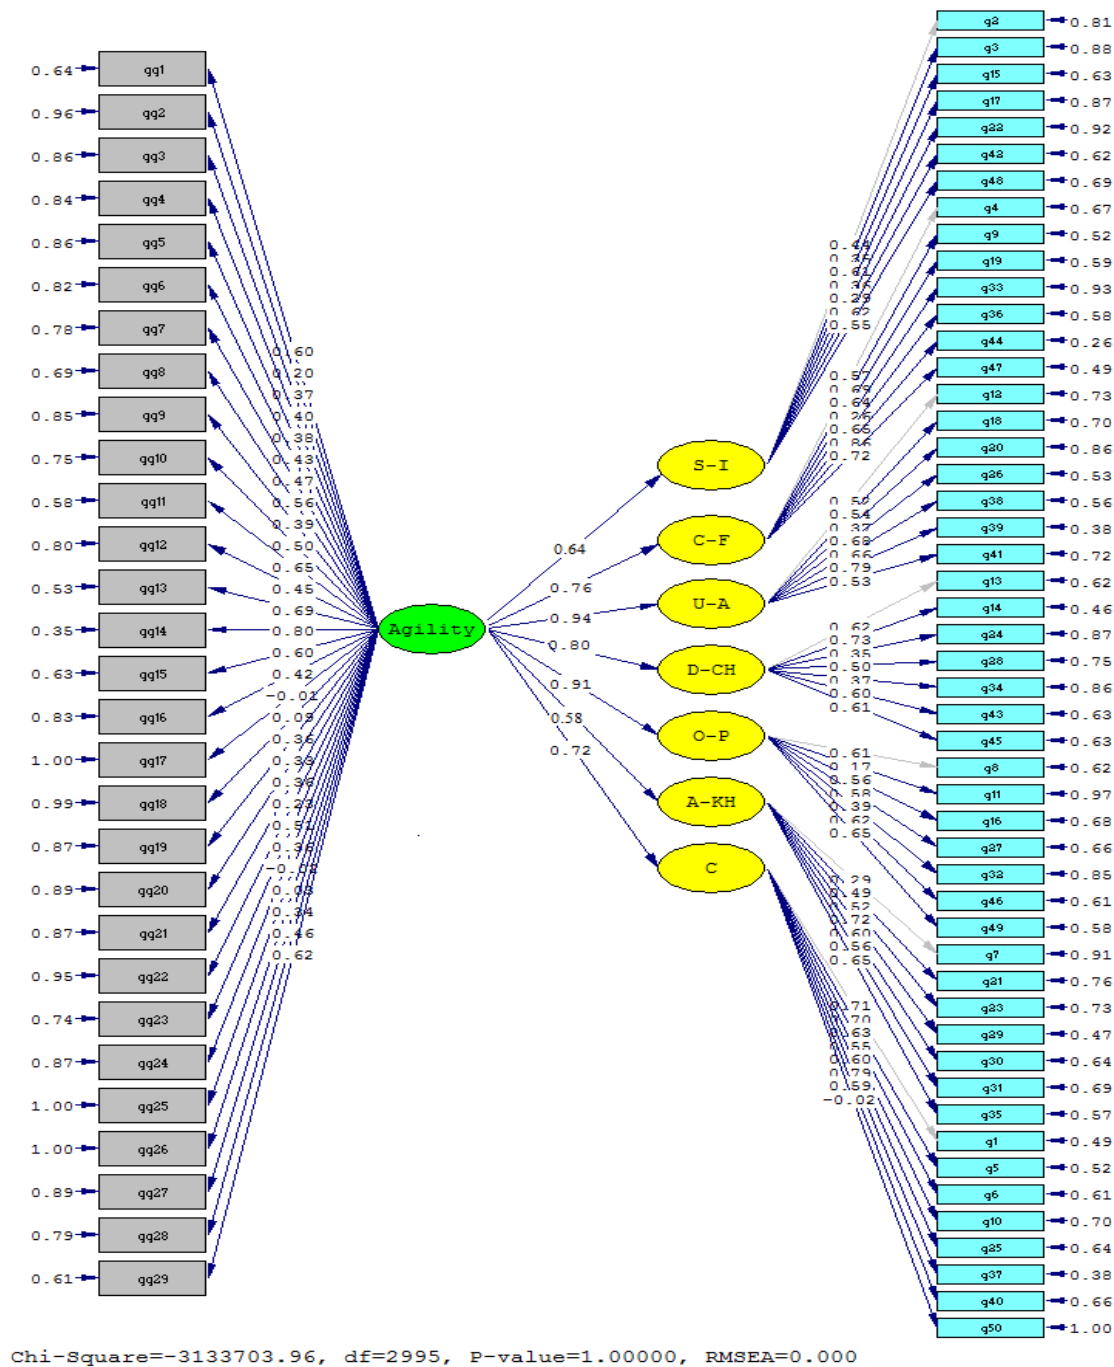 0.64 qq1
0.96 qq2
0.86 qq3
0.84 qq4
0.86 qq5
0.82 qq6
0.78 qq7
0.69 qq8
0.85 qq9
0.75 qq10
0.58 qq11
0.80 qq12
0.53 qq13
0.35 qq14
0.63 qq15
0.83 qq16
1.00 qq17
0.99 qq18
0.87 qq19
0.89 qq20
0.87 qq21
0.95 qq22
0.74 qq23
0.87 qq24
1.00 qq25
1.00 qq26
0.89 qq27
0.79 qq28
0.61 qq29
0.60
0.20
0.37
0.40
0.38
0.43
0.47
0.56
0.39
0.50
0.65
0.45
0.69
0.80
0.60
0.42
-0.01
0.09
0.36
0.33
0.36
0.23
0.51
0.36
-0.02
0.03
0.34
0.46
0.62
Agility
0.64
0.76
0.94
0.80
0.91
0.58
0.72
S-I
C-F
U-A
D-CH
O-P
A-KH
C
0.44
0.35
0.61
0.36
0.29
0.62
0.55
0.57
0.69
0.64
0.26
0.65
0.86
0.72
0.52
0.54
0.37
0.68
0.66
0.79
0.53
0.62
0.73
0.35
0.50
0.37
0.60
0.61
0.61
0.17
0.56
0.58
0.39
0.62
0.65
0.29
0.49
0.52
0.72
0.60
0.56
0.65
0.71
0.70
0.63
0.55
0.60
0.79
0.59
-0.02
q2 0.81
q3 0.88
q15 0.63
q17 0.87
q22 0.92
q42 0.62
q48 0.69
q4 0.67
q9 0.52
q19 0.59
q33 0.93
q36 0.58
q44 0.26
q47 0.49
q12 0.73
q18 0.70
q20 0.86
q26 0.53
q38 0.56
q39 0.38
q41 0.72
q13 0.62
q14 0.46
q24 0.87
q28 0.75
q34 0.86
q43 0.63
q45 0.63
q8 0.62
q11 0.97
q16 0.68
q27 0.66
q32 0.85
q46 0.61
q49 0.58
q7 0.91
q21 0.76
q23 0.73
q29 0.47
q30 0.64
q31 0.69
q35 0.57
q1 0.49
q5 0.52
q6 0.61
q10 0.70
q25 0.64
q37 0.38
q40 0.66
q50 1.00
Chi-Square=-3133703.96, df=2995, P-value=1.00000, RMSEA=0.000